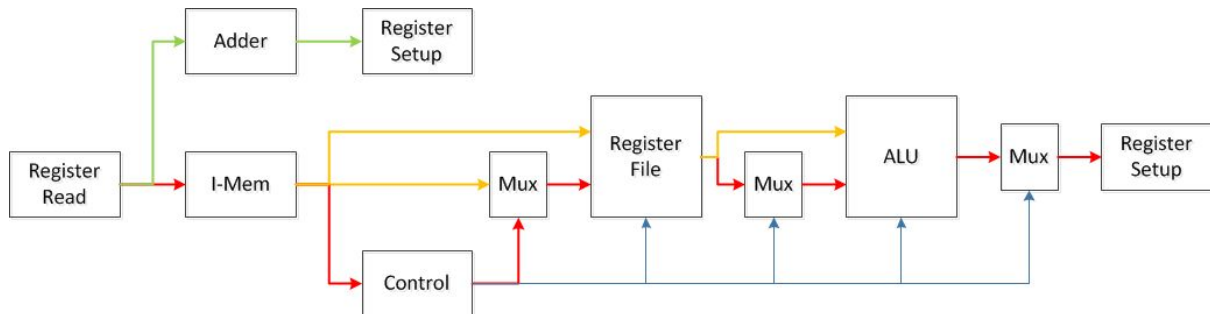 Adder
Register
Setup
Register
Read
I-Mem
Mux
Register
File
Mux
ALU
Mux
Register
Setup
Control